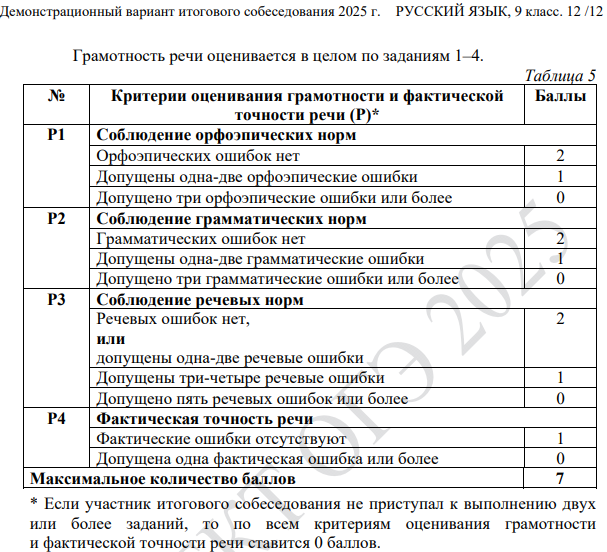 Демонстрационный вариант итогового собеседования 2025 г. РУССКИЙ ЯЗЫК, 9 класс. 12 /12
Грамотность речи оценивается в целом по заданиям 1–4.
Таблица 5
№ Критерии оценивания грамотности и фактической точности речи (Р)* Баллы
Р1 Соблюдение орфоэпических норм
Орфоэпических ошибок нет 2
Допущены одна-две орфоэпические ошибки 1
Допущено три орфоэпические ошибки или более 0
Р2 Соблюдение грамматических норм
Грамматических ошибок нет 2
Допущены одна-две грамматические ошибки 1
Допущено три грамматические ошибки или более 0
Р3 Соблюдение речевых норм
Речевых ошибок нет, 2
или
допущены одна-две речевые ошибки
Допущены три-четыре речевые ошибки 1
Допущено пять речевых ошибок или более 0
Р4 Фактическая точность речи
Фактические ошибки отсутствуют 1
Допущена одна фактическая ошибка или более 0
Максимальное количество баллов 7
* Если участник итогового собеседования не приступал к выполнению двух
или более заданий, то по всем критериям оценивания грамотности
и фактической точности речи ставится 0 баллов.
ОГЭ 2025